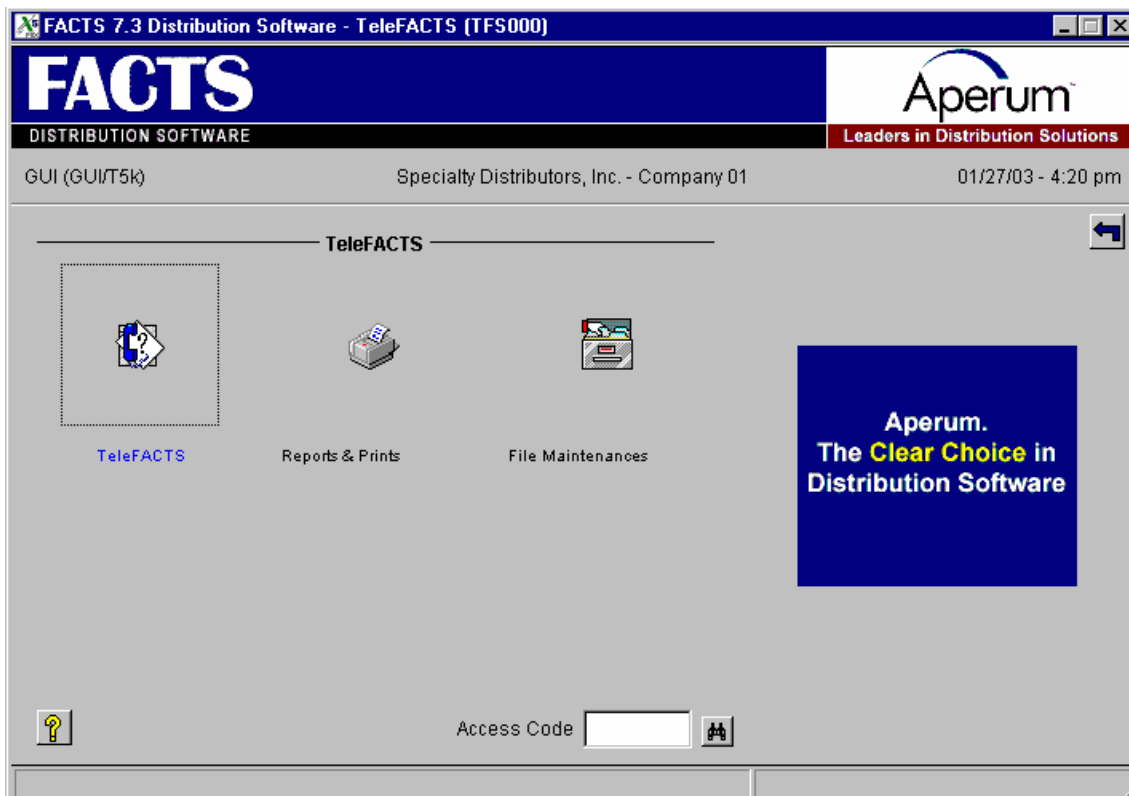 FACTS 7.3 Distribution Software - TeleFACTS (TFS000)
FACTS
DISTRIBUTION SOFTWARE
Aperum
Leaders in Distribution Solutions
GUI (GUI/T5k)
Specialty Distributors, Inc. - Company 01
01/27/03 - 4:20 pm
TeleFACTS
TeleFACTS
Reports & Prints
File Maintenances
Aperum.
The Clear Choice in
Distribution Software
Access Code